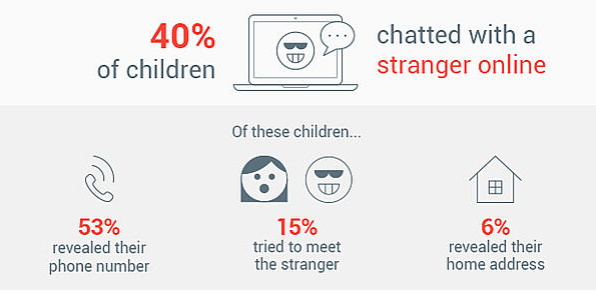 40%
of children
chatted with a
stranger online
Of these children...
53%
revealed their
phone number
15%
tried to meet
the stranger
6%
revealed their
home address